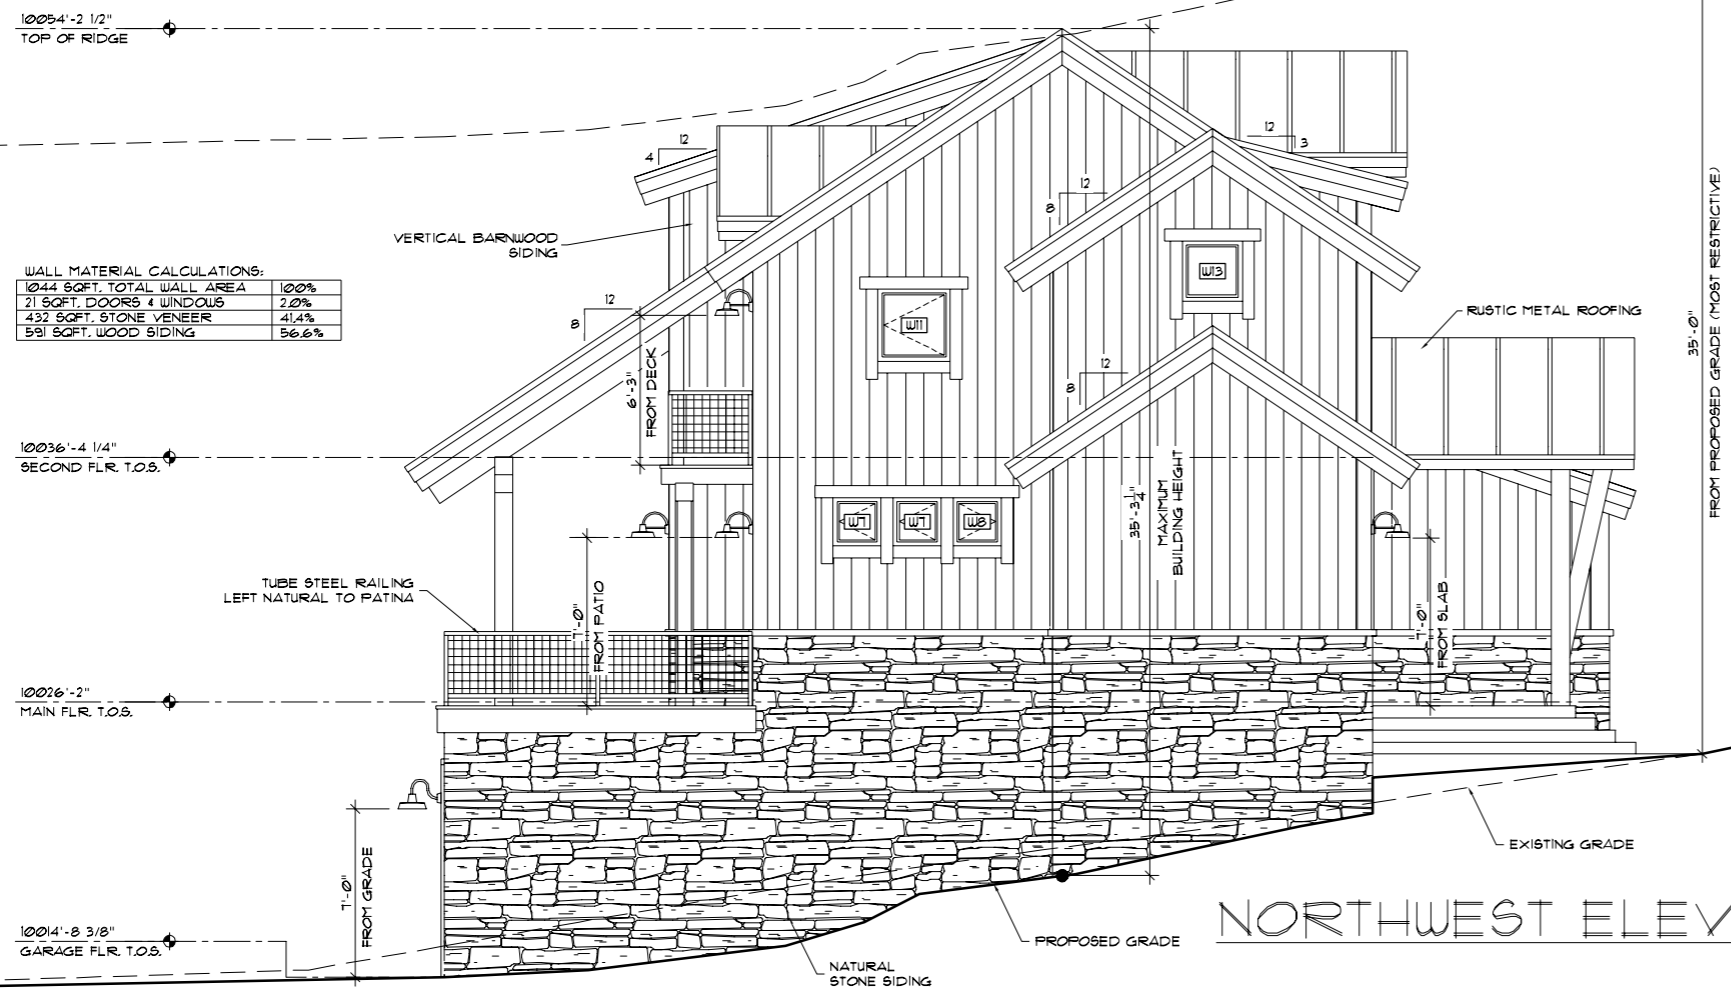 10054'-2 1/2"
TOP OF RIDGE
12
4
12
3
12
8
VERTICAL BARNWOOD
SIDING
W13
WALL MATERIAL CALCULATIONS:
1044 SQFT. TOTAL WALL AREA 100%
21 SQFT. DOORS & WINDOWS 2.0%
432 SQFT. STONE VENEER 41.4%
591 SQFT. WOOD SIDING 56.6%
12
8
W11
RUSTIC METAL ROOFING
6'-3"
FROM DECK
12
8
35'-0"
FROM PROPOSED GRADE (MOST RESTRICTIVE)
10036'-4 1/4"
SECOND FLR. T.O.S.
35'-3 1/4"
MAXIMUM
BUILDING HEIGHT
W7
W7
W8
TUBE STEEL RAILING
LEFT NATURAL TO PATINA
7'-0"
FROM PATIO
7'-0"
FROM SLAB
10026'-2"
MAIN FLR. T.O.S.
7'-0"
FROM GRADE
EXISTING GRADE
10014'-8 3/8"
GARAGE FLR. T.O.S.
PROPOSED GRADE
NATURAL
STONE SIDING
NORTHWEST ELEV